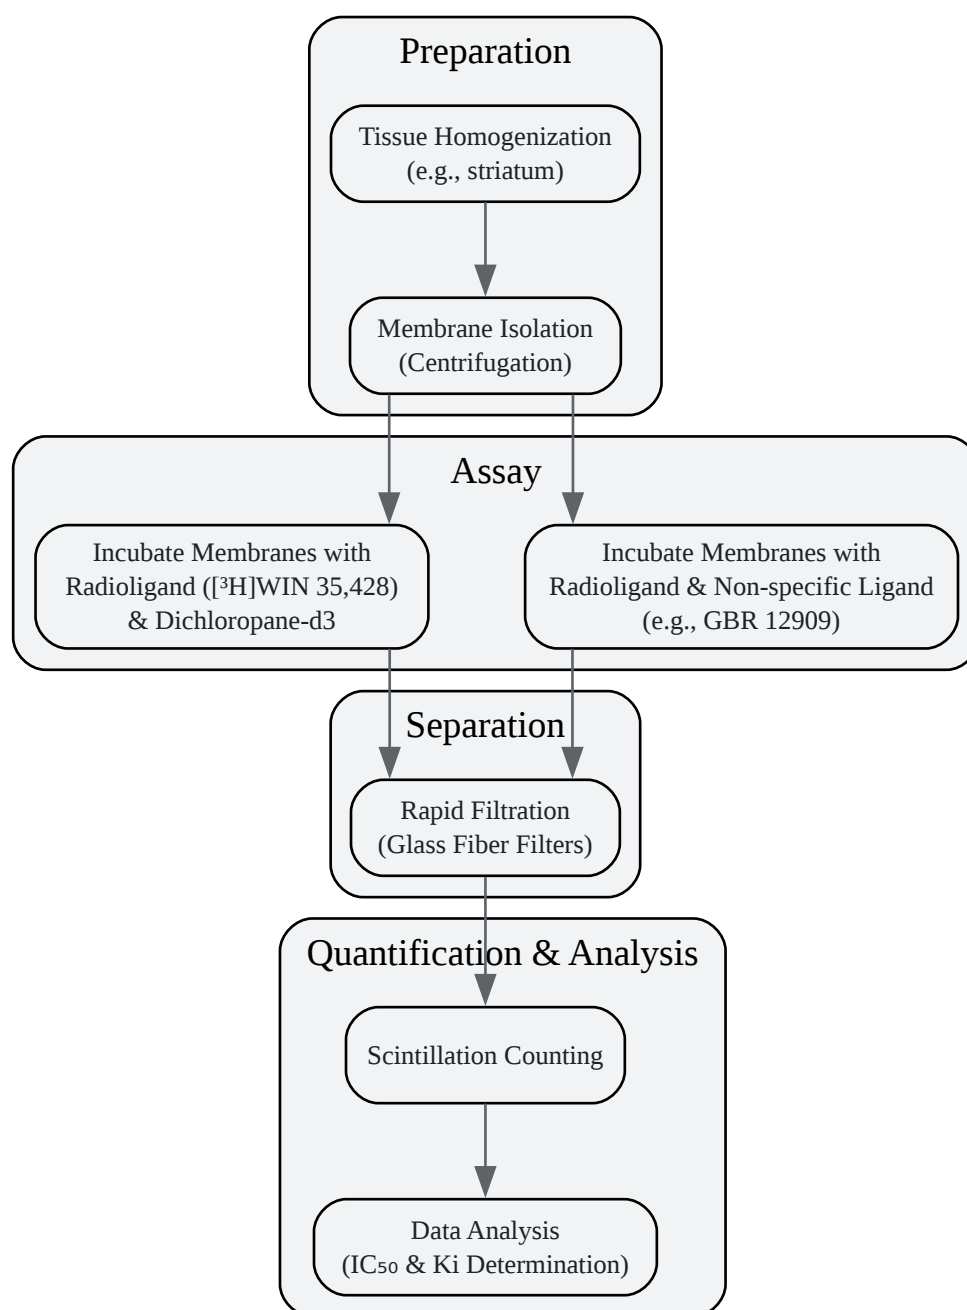 Preparation
Tissue Homogenization
(e.g., striatum)
Membrane Isolation
(Centrifugation)
Assay
Incubate Membranes with
Radioligand ([³H]WIN 35,428)
& Dichloropane-d3
Incubate Membranes with
Radioligand & Non-specific Ligand
(e.g., GBR 12909)
Separation
Rapid Filtration
(Glass Fiber Filters)
Quantification & Analysis
Scintillation Counting
Data Analysis
(IC₅₀ & Ki Determination)